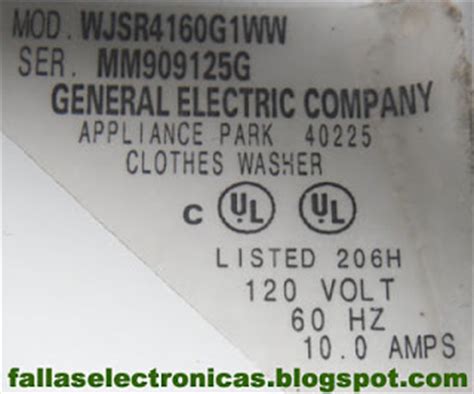 MOD. WJSR4160G1WW
SER. MM909125G
GENERAL ELECTRIC COMPANY
APPLIANCE PARK 40225
CLOTHES WASHER
C UL UL
LISTED 206H
120 VOLT
60 HZ
10.0 AMPS
fallaselectronicas.blogspot.com